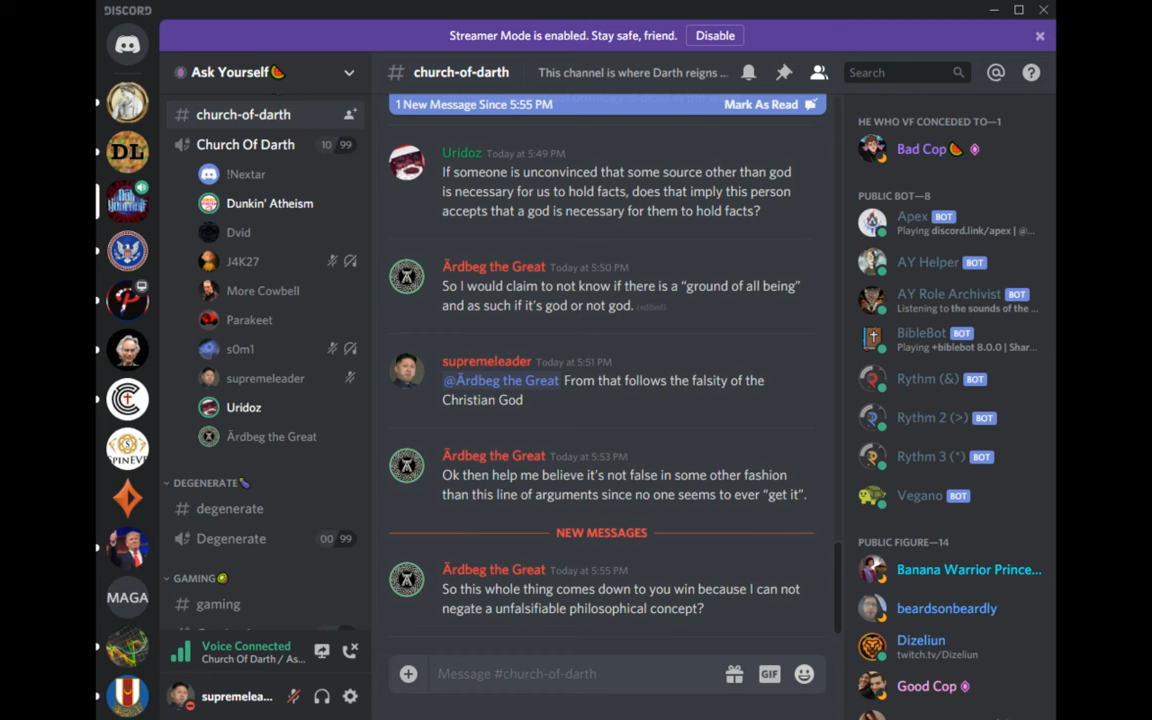 DISCORD
Streamer Mode is enabled. Stay safe, friend. Disable
Ask Yourself🍉
# church-of-darth
Church Of Darth 10 99
!Nextar
Dunkin' Atheism
Dvid
J4K27
More Cowbell
Parakeet
s0m1
supremeleader
Uridoz
Ärdbeg the Great
DEGENERATE🍆
# degenerate
Degenerate 00 99
GAMING🥝
# gaming
Voice Connected
Church Of Darth / As...
supremelea...
DL
MAGA
# church-of-darth This channel is where Darth reigns ...
Search
1 New Message Since 5:55 PM Mark As Read
Uridoz Today at 5:49 PM
If someone is unconvinced that some source other than god
is necessary for us to hold facts, does that imply this person
accepts that a god is necessary for them to hold facts?
Ärdbeg the Great Today at 5:50 PM
So I would claim to not know if there is a “ground of all being”
and as such if it’s god or not god. (edited)
supremeleader Today at 5:51 PM
@Ärdbeg the Great From that follows the falsity of the
Christian God
Ärdbeg the Great Today at 5:53 PM
Ok then help me believe it’s not false in some other fashion
than this line of arguments since no one seems to ever “get it”.
NEW MESSAGES
Ärdbeg the Great Today at 5:55 PM
So this whole thing comes down to you win because I can not
negate a unfalsifiable philosophical concept?
Message #church-of-darth
GIF
HE WHO VF CONCEDED TO—1
Bad Cop🍉
PUBLIC BOT—8
Apex BOT
Playing discord.link/apex | @...
AY Helper BOT
AY Role Archivist BOT
Listening to the sounds of the ...
BibleBot BOT
Playing +biblebot 8.0.0 | Shar...
Rythm (&) BOT
Rythm 2 (>) BOT
Rythm 3 (*) BOT
Vegano BOT
PUBLIC FIGURE—14
Banana Warrior Prince...
beardsonbeardly
Dizeliun
twitch.tv/Dizeliun
Good Cop